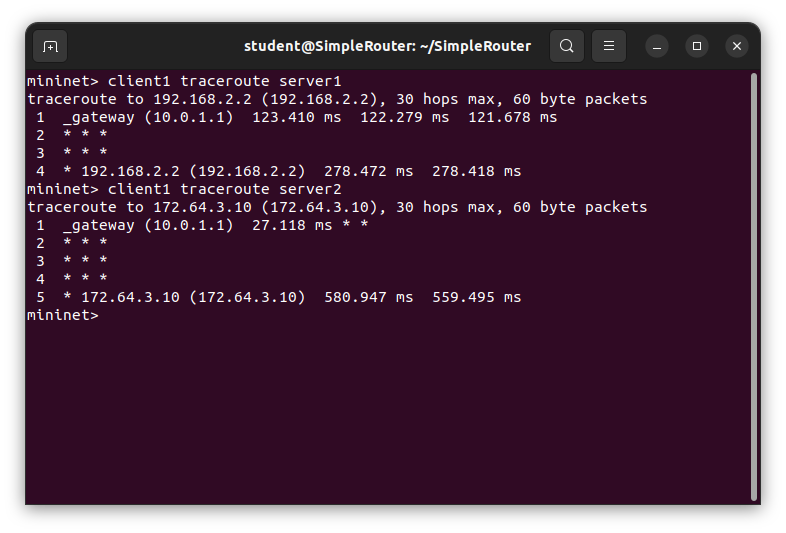 student@SimpleRouter: ~/SimpleRouter
mininet> client1 traceroute server1
traceroute to 192.168.2.2 (192.168.2.2), 30 hops max, 60 byte packets
 1  _gateway (10.0.1.1)  123.410 ms  122.279 ms  121.678 ms
 2  * * *
 3  * * *
 4  * 192.168.2.2 (192.168.2.2)  278.472 ms  278.418 ms
mininet> client1 traceroute server2
traceroute to 172.64.3.10 (172.64.3.10), 30 hops max, 60 byte packets
 1  _gateway (10.0.1.1)  27.118 ms * *
 2  * * *
 3  * * *
 4  * * *
 5  * 172.64.3.10 (172.64.3.10)  580.947 ms  559.495 ms
mininet>